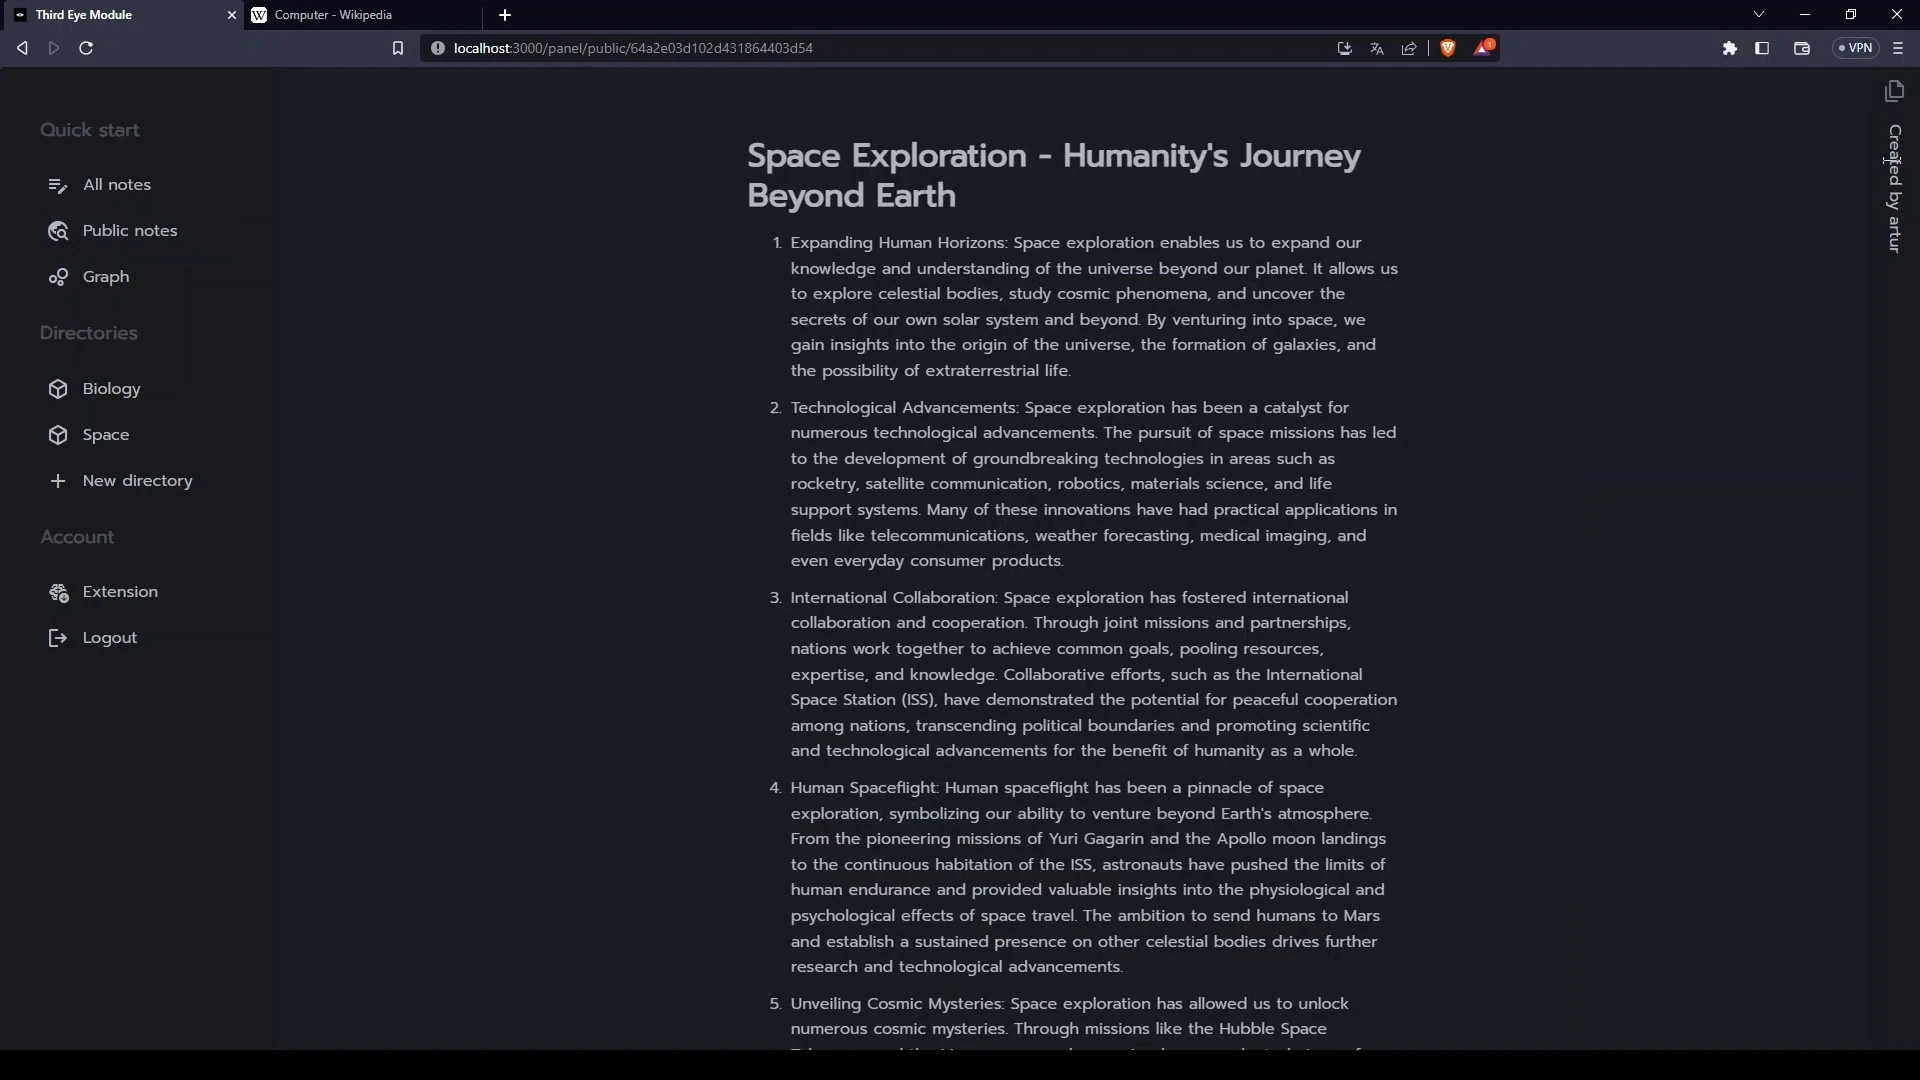 Third Eye Module
Computer - Wikipedia
localhost:3000/panel/public/64a2e03d102d431864403d54
1
VPN
Quick start
All notes
Public notes
Graph
Directories
Biology
Space
New directory
Account
Extension
Logout
Space Exploration - Humanity's Journey
Beyond Earth
1. Expanding Human Horizons: Space exploration enables us to expand our
knowledge and understanding of the universe beyond our planet. It allows us
to explore celestial bodies, study cosmic phenomena, and uncover the
secrets of our own solar system and beyond. By venturing into space, we
gain insights into the origin of the universe, the formation of galaxies, and
the possibility of extraterrestrial life.
2. Technological Advancements: Space exploration has been a catalyst for
numerous technological advancements. The pursuit of space missions has led
to the development of groundbreaking technologies in areas such as
rocketry, satellite communication, robotics, materials science, and life
support systems. Many of these innovations have had practical applications in
fields like telecommunications, weather forecasting, medical imaging, and
even everyday consumer products.
3. International Collaboration: Space exploration has fostered international
collaboration and cooperation. Through joint missions and partnerships,
nations work together to achieve common goals, pooling resources,
expertise, and knowledge. Collaborative efforts, such as the International
Space Station (ISS), have demonstrated the potential for peaceful cooperation
among nations, transcending political boundaries and promoting scientific
and technological advancements for the benefit of humanity as a whole.
4. Human Spaceflight: Human spaceflight has been a pinnacle of space
exploration, symbolizing our ability to venture beyond Earth's atmosphere.
From the pioneering missions of Yuri Gagarin and the Apollo moon landings
to the continuous habitation of the ISS, astronauts have pushed the limits of
human endurance and provided valuable insights into the physiological and
psychological effects of space travel. The ambition to send humans to Mars
and establish a sustained presence on other celestial bodies drives further
research and technological advancements.
5. Unveiling Cosmic Mysteries: Space exploration has allowed us to unlock
numerous cosmic mysteries. Through missions like the Hubble Space
Created by artur